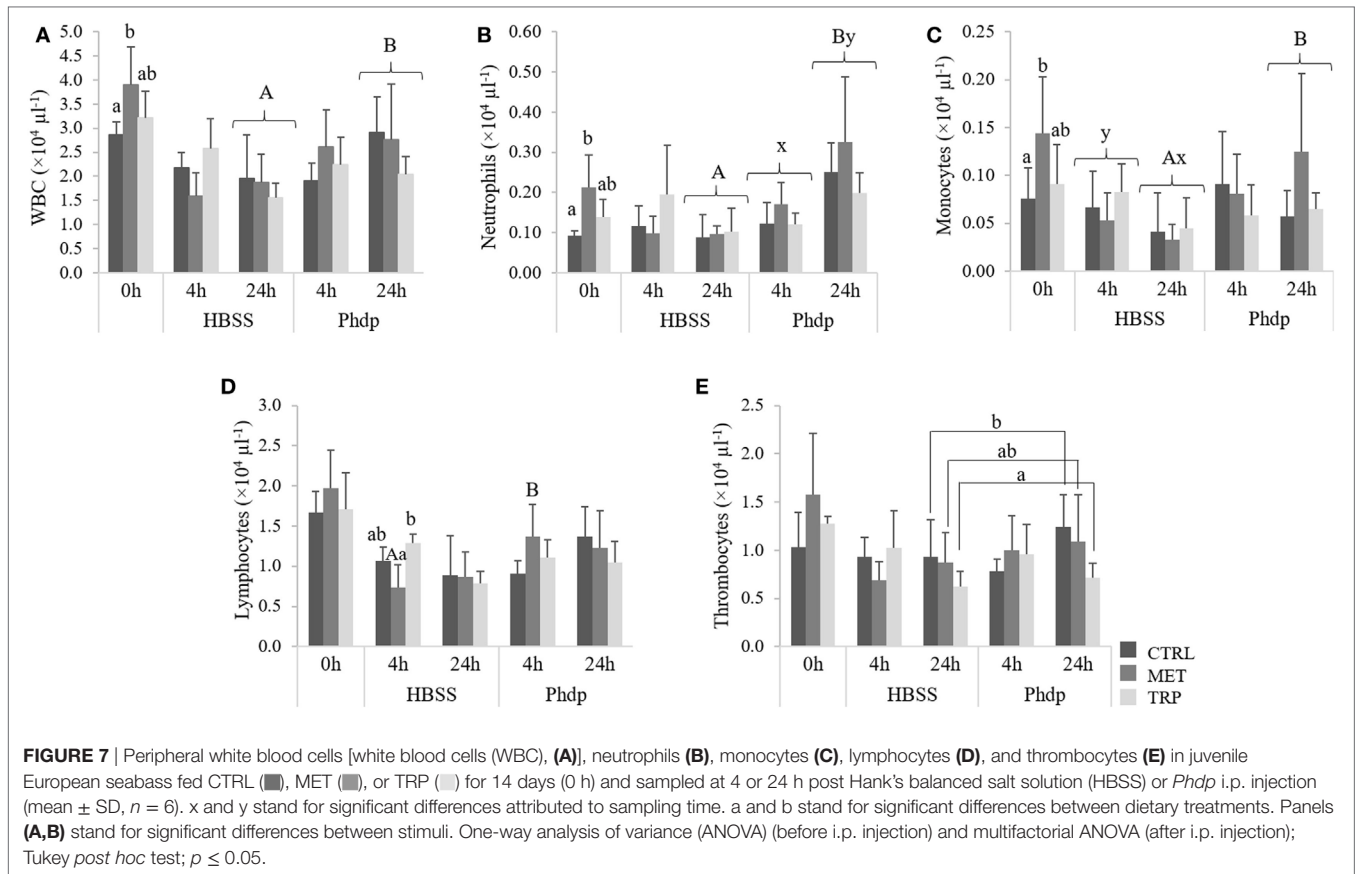 A
WBC (×10⁴ µl⁻¹)
5.0
4.5
4.0
3.5
3.0
2.5
2.0
1.5
1.0
0.5
0.0
a
b
ab
A
B
0h 4h 24h 4h 24h
HBSS Phdp
B
Neutrophils (×10⁴ µl⁻¹)
0.60
0.50
0.40
0.30
0.20
0.10
0.00
a
b
ab
A
x
By
0h 4h 24h 4h 24h
HBSS Phdp
C
Monocytes (×10⁴ µl⁻¹)
0.25
0.20
0.15
0.10
0.05
0.00
a
b
ab
y
Ax
B
0h 4h 24h 4h 24h
HBSS Phdp
D
Lymphocytes (×10⁴ µl⁻¹)
3.0
2.5
2.0
1.5
1.0
0.5
0.0
ab
Aa
b
B
0h 4h 24h 4h 24h
HBSS Phdp
E
Thrombocytes (×10⁴ µl⁻¹)
2.5
2.0
1.5
1.0
0.5
0.0
b
ab
a
0h 4h 24h 4h 24h
HBSS Phdp
CTRL
MET
TRP
FIGURE 7 | Peripheral white blood cells [white blood cells (WBC), (A)], neutrophils (B), monocytes (C), lymphocytes (D), and thrombocytes (E) in juvenile
European seabass fed CTRL (■), MET (■), or TRP (■) for 14 days (0 h) and sampled at 4 or 24 h post Hank's balanced salt solution (HBSS) or Phdp i.p. injection
(mean ± SD, n = 6). x and y stand for significant differences attributed to sampling time. a and b stand for significant differences between dietary treatments. Panels
(A,B) stand for significant differences between stimuli. One-way analysis of variance (ANOVA) (before i.p. injection) and multifactorial ANOVA (after i.p. injection);
Tukey post hoc test; p ≤ 0.05.